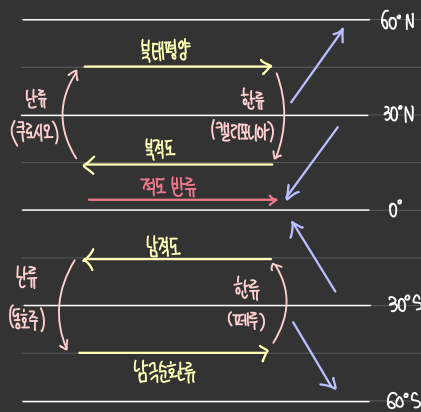 60°N
북태평양
난류
(쿠로시오)
한류
(캘리포니아)
30°N
북적도
적도 반류
0°
남적도
난류
(동호주)
한류
(페루)
30°S
남극순환류
60°S